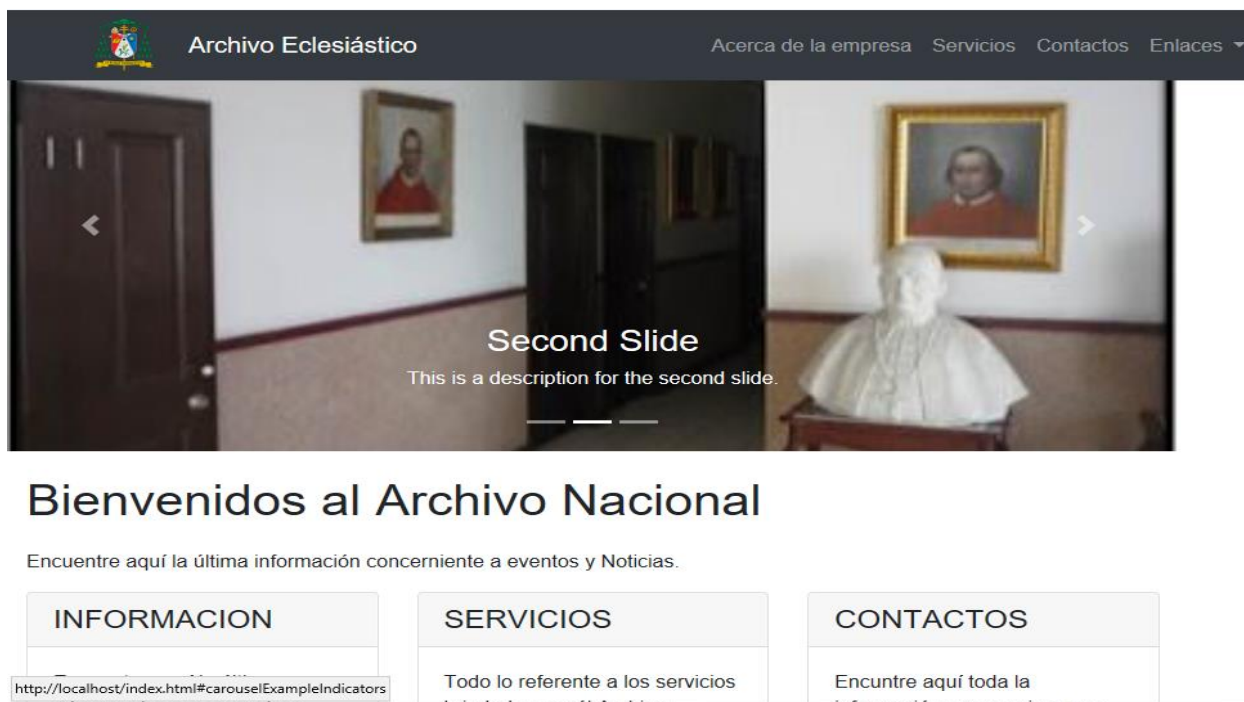 Archivo Eclesiástico
Acerca de la empresa Servicios Contactos Enlaces
Second Slide
This is a description for the second slide.
Bienvenidos al Archivo Nacional
Encuentre aquí la última información concerniente a eventos y Noticias.
INFORMACION
SERVICIOS
CONTACTOS
http://localhost/index.html#carouselExampleIndicators
Todo lo referente a los servicios
Encuntre aquí toda la